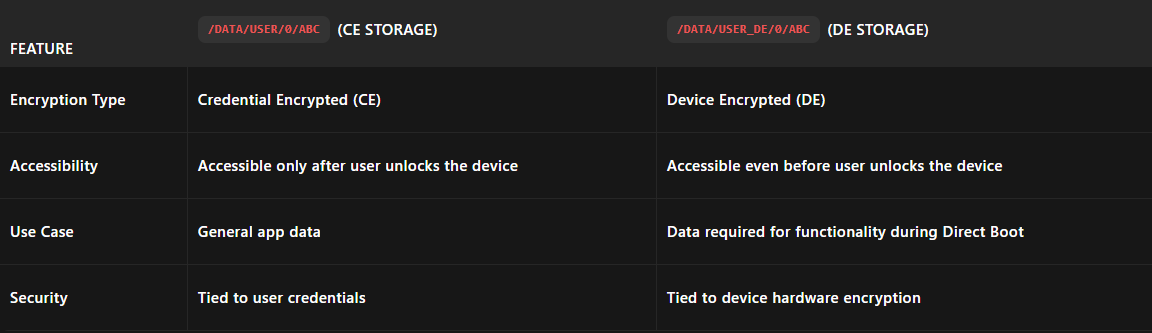 FEATURE /DATA/USER/0/ABC (CE STORAGE) /DATA/USER_DE/0/ABC (DE STORAGE)
Encryption Type Credential Encrypted (CE) Device Encrypted (DE)
Accessibility Accessible only after user unlocks the device Accessible even before user unlocks the device
Use Case General app data Data required for functionality during Direct Boot
Security Tied to user credentials Tied to device hardware encryption